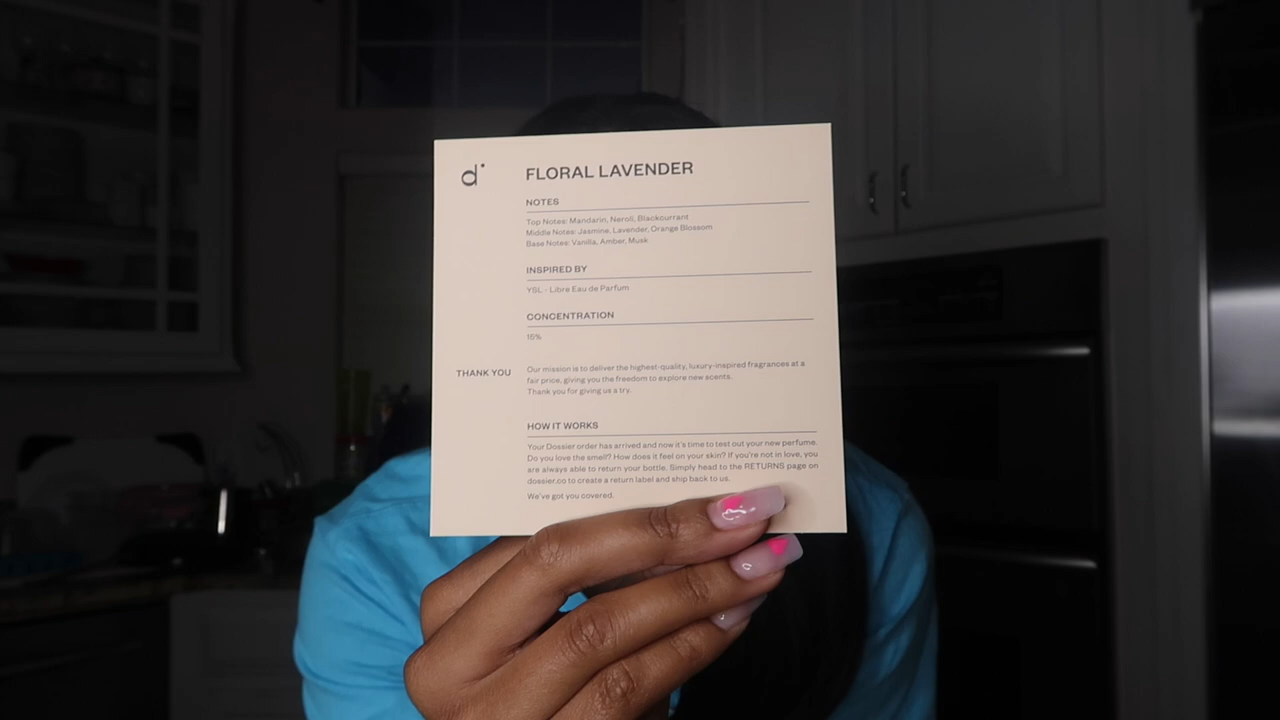 d
FLORAL LAVENDER
NOTES
Top Notes: Mandarin, Neroli, Blackcurrant
Middle Notes: Jasmine, Lavender, Orange Blossom
Base Notes: Vanilla, Amber, Musk
INSPIRED BY
YSL - Libre Eau de Parfum
CONCENTRATION
15%
THANK YOU
Our mission is to deliver the highest-quality, luxury-inspired fragrances at a
fair price, giving you the freedom to explore new scents.
Thank you for giving us a try.
HOW IT WORKS
Your Dossier order has arrived and now it's time to test out your new perfume.
Do you love the smell? How does it feel on your skin? If you're not in love, you
are always able to return your bottle. Simply head to the RETURNS page on
dossier.co to create a return label and ship back to us.
We've got you covered.